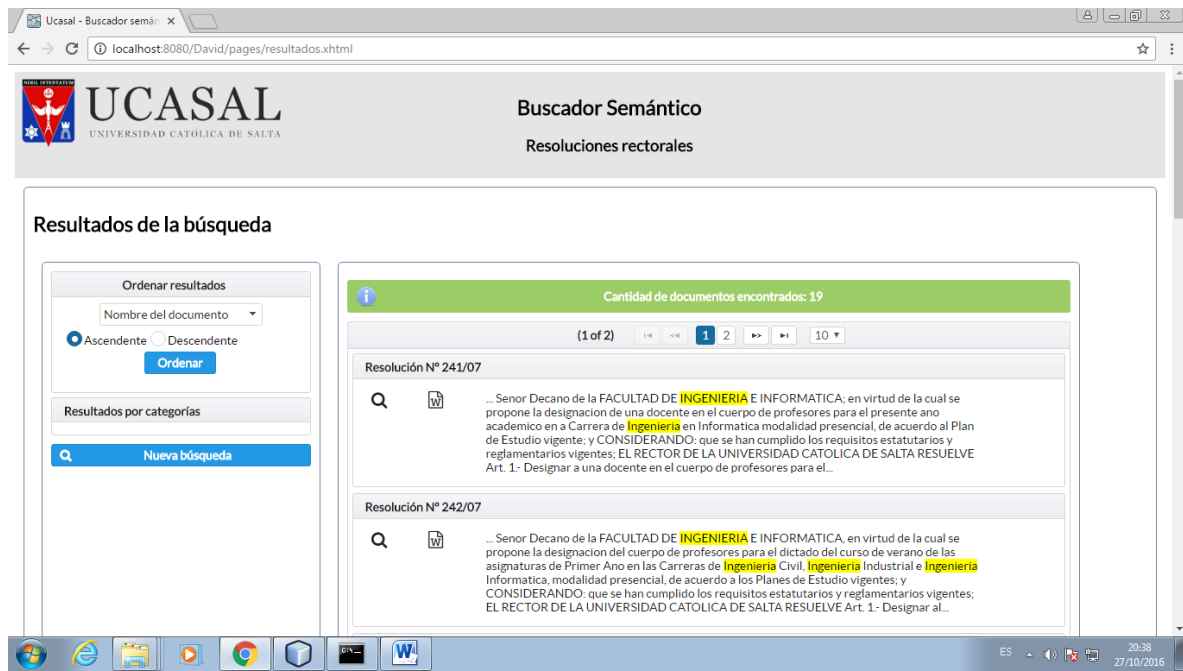 Ucasal - Buscador semán
localhost:8080/David/pages/resultados.xhtml
NIHIL INTENTATUM
UCASAL
UNIVERSIDAD CATÓLICA DE SALTA
Buscador Semántico
Resoluciones rectorales
Resultados de la búsqueda
Ordenar resultados
Nombre del documento
Ascendente Descendente
Ordenar
Resultados por categorías
Nueva búsqueda
Cantidad de documentos encontrados: 19
(1 of 2) 1 2 10
Resolución Nº 241/07
... Senor Decano de la FACULTAD DE INGENIERIA E INFORMATICA; en virtud de la cual se
propone la designacion de una docente en el cuerpo de profesores para el presente ano
academico en a Carrera de Ingenieria en Informatica modalidad presencial, de acuerdo al Plan
de Estudio vigente; y CONSIDERANDO: que se han cumplido los requisitos estatutarios y
reglamentarios vigentes; EL RECTOR DE LA UNIVERSIDAD CATOLICA DE SALTA RESUELVE
Art. 1.- Designar a una docente en el cuerpo de profesores para el...
Resolución Nº 242/07
... Senor Decano de la FACULTAD DE INGENIERIA E INFORMATICA, en virtud de la cual se
propone la designacion del cuerpo de profesores para el dictado del curso de verano de las
asignaturas de Primer Ano en las Carreras de Ingenieria Civil, Ingenieria Industrial e Ingenieria
Informatica, modalidad presencial, de acuerdo a los Planes de Estudio vigentes; y
CONSIDERANDO: que se han cumplido los requisitos estatutarios y reglamentarios vigentes;
EL RECTOR DE LA UNIVERSIDAD CATOLICA DE SALTA RESUELVE Art. 1.- Designar al...
ES
20:38
27/10/2016